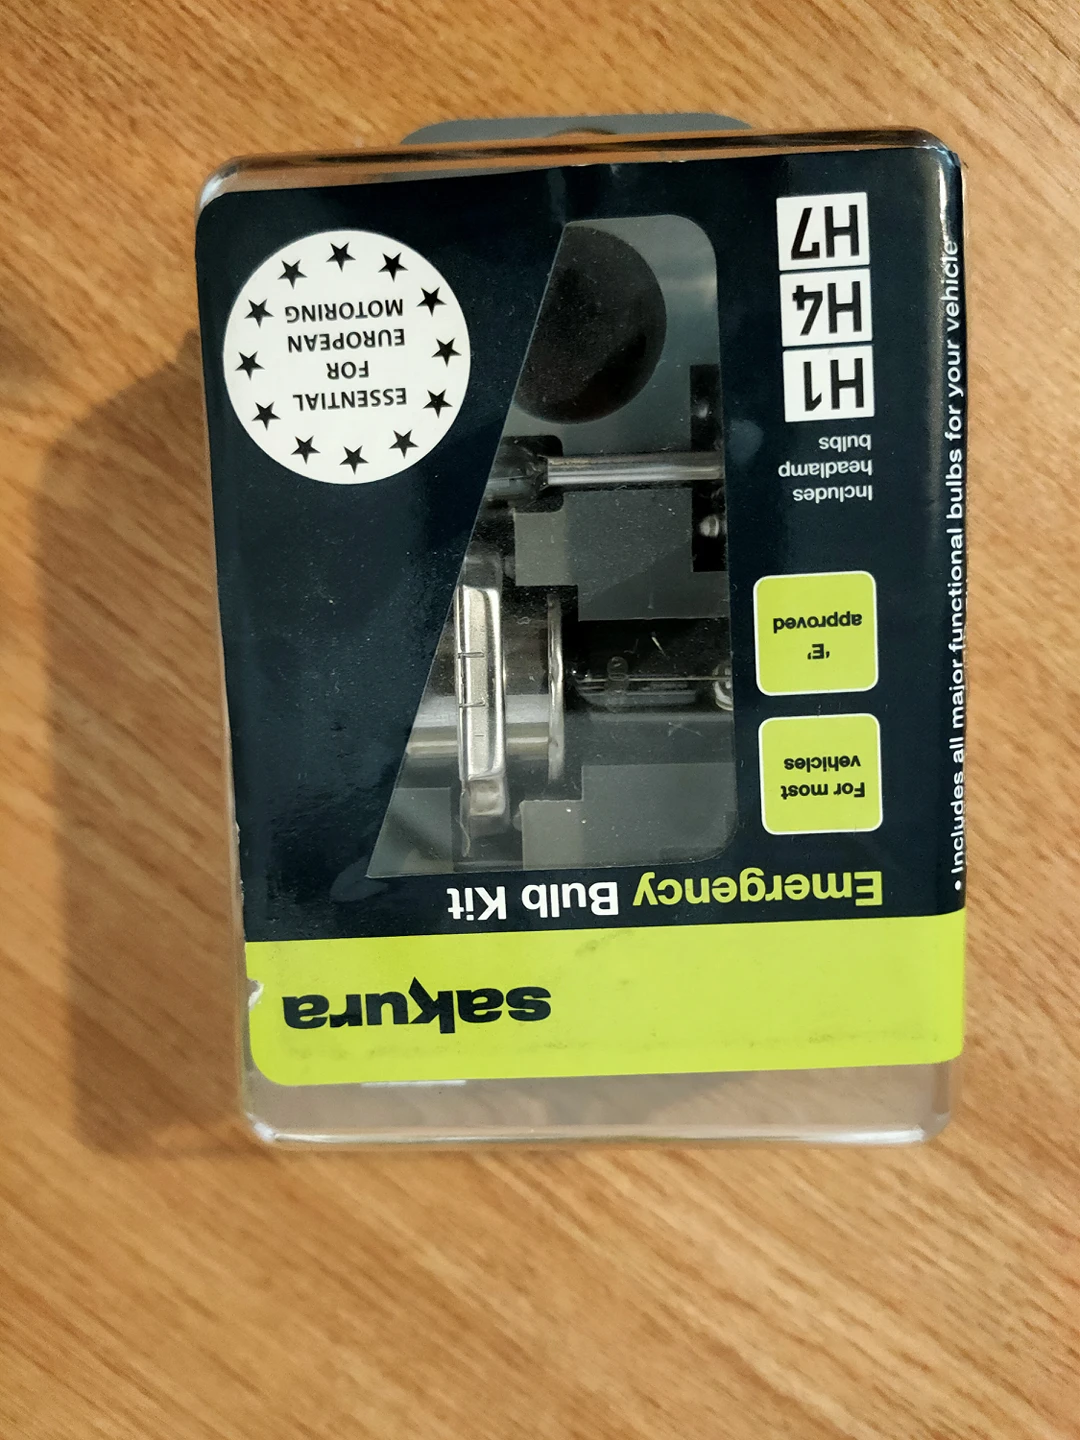 sakura
Emergency Bulb Kit
For most
vehicles
'E'
approved
Includes
headlamp
bulbs
H1
H4
H7
ESSENTIAL
FOR
EUROPEAN
MOTORING
• Includes all major functional bulbs for your vehicle